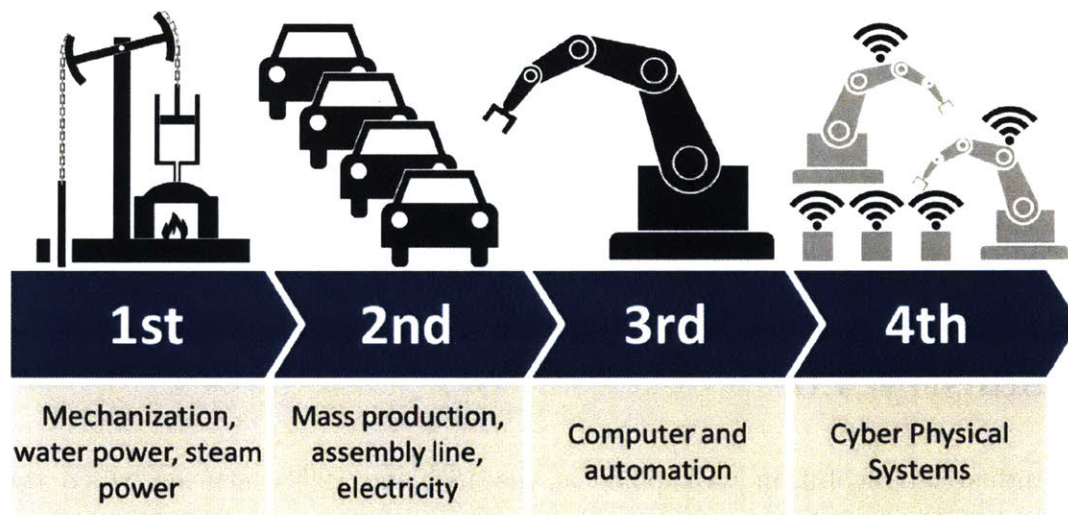 1st
2nd
3rd
4th
Mechanization,
water power, steam
power
Mass production,
assembly line,
electricity
Computer and
automation
Cyber Physical
Systems